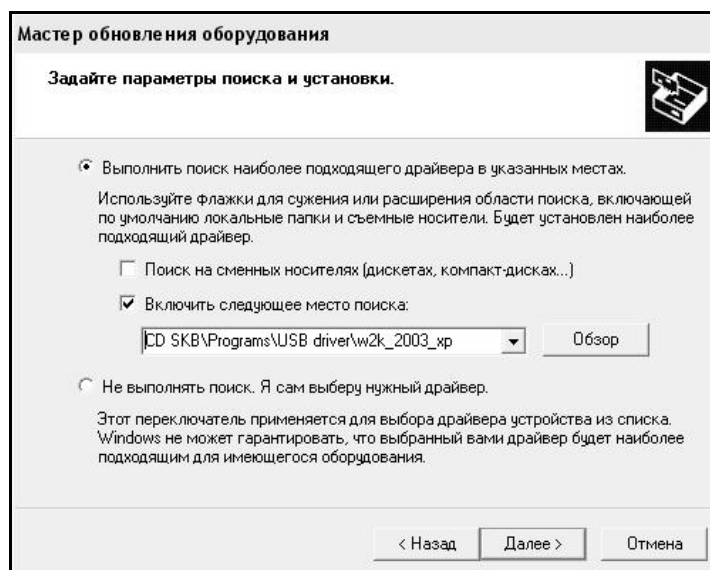 Мастер обновления оборудования
Задайте параметры поиска и установки.
Выполнить поиск наиболее подходящего драйвера в указанных местах.
Используйте флажки для сужения или расширения области поиска, включающей
по умолчанию локальные папки и съемные носители. Будет установлен наиболее
подходящий драйвер.
Поиск на сменных носителях (дискетах, компакт-дисках...)
Включить следующее место поиска:
CD SKB\Programs\USB driver\w2k_2003_xp
Обзор
Не выполнять поиск. Я сам выберу нужный драйвер.
Этот переключатель применяется для выбора драйвера устройства из списка.
Windows не может гарантировать, что выбранный вами драйвер будет наиболее
подходящим для имеющегося оборудования.
< Назад Далее > Отмена